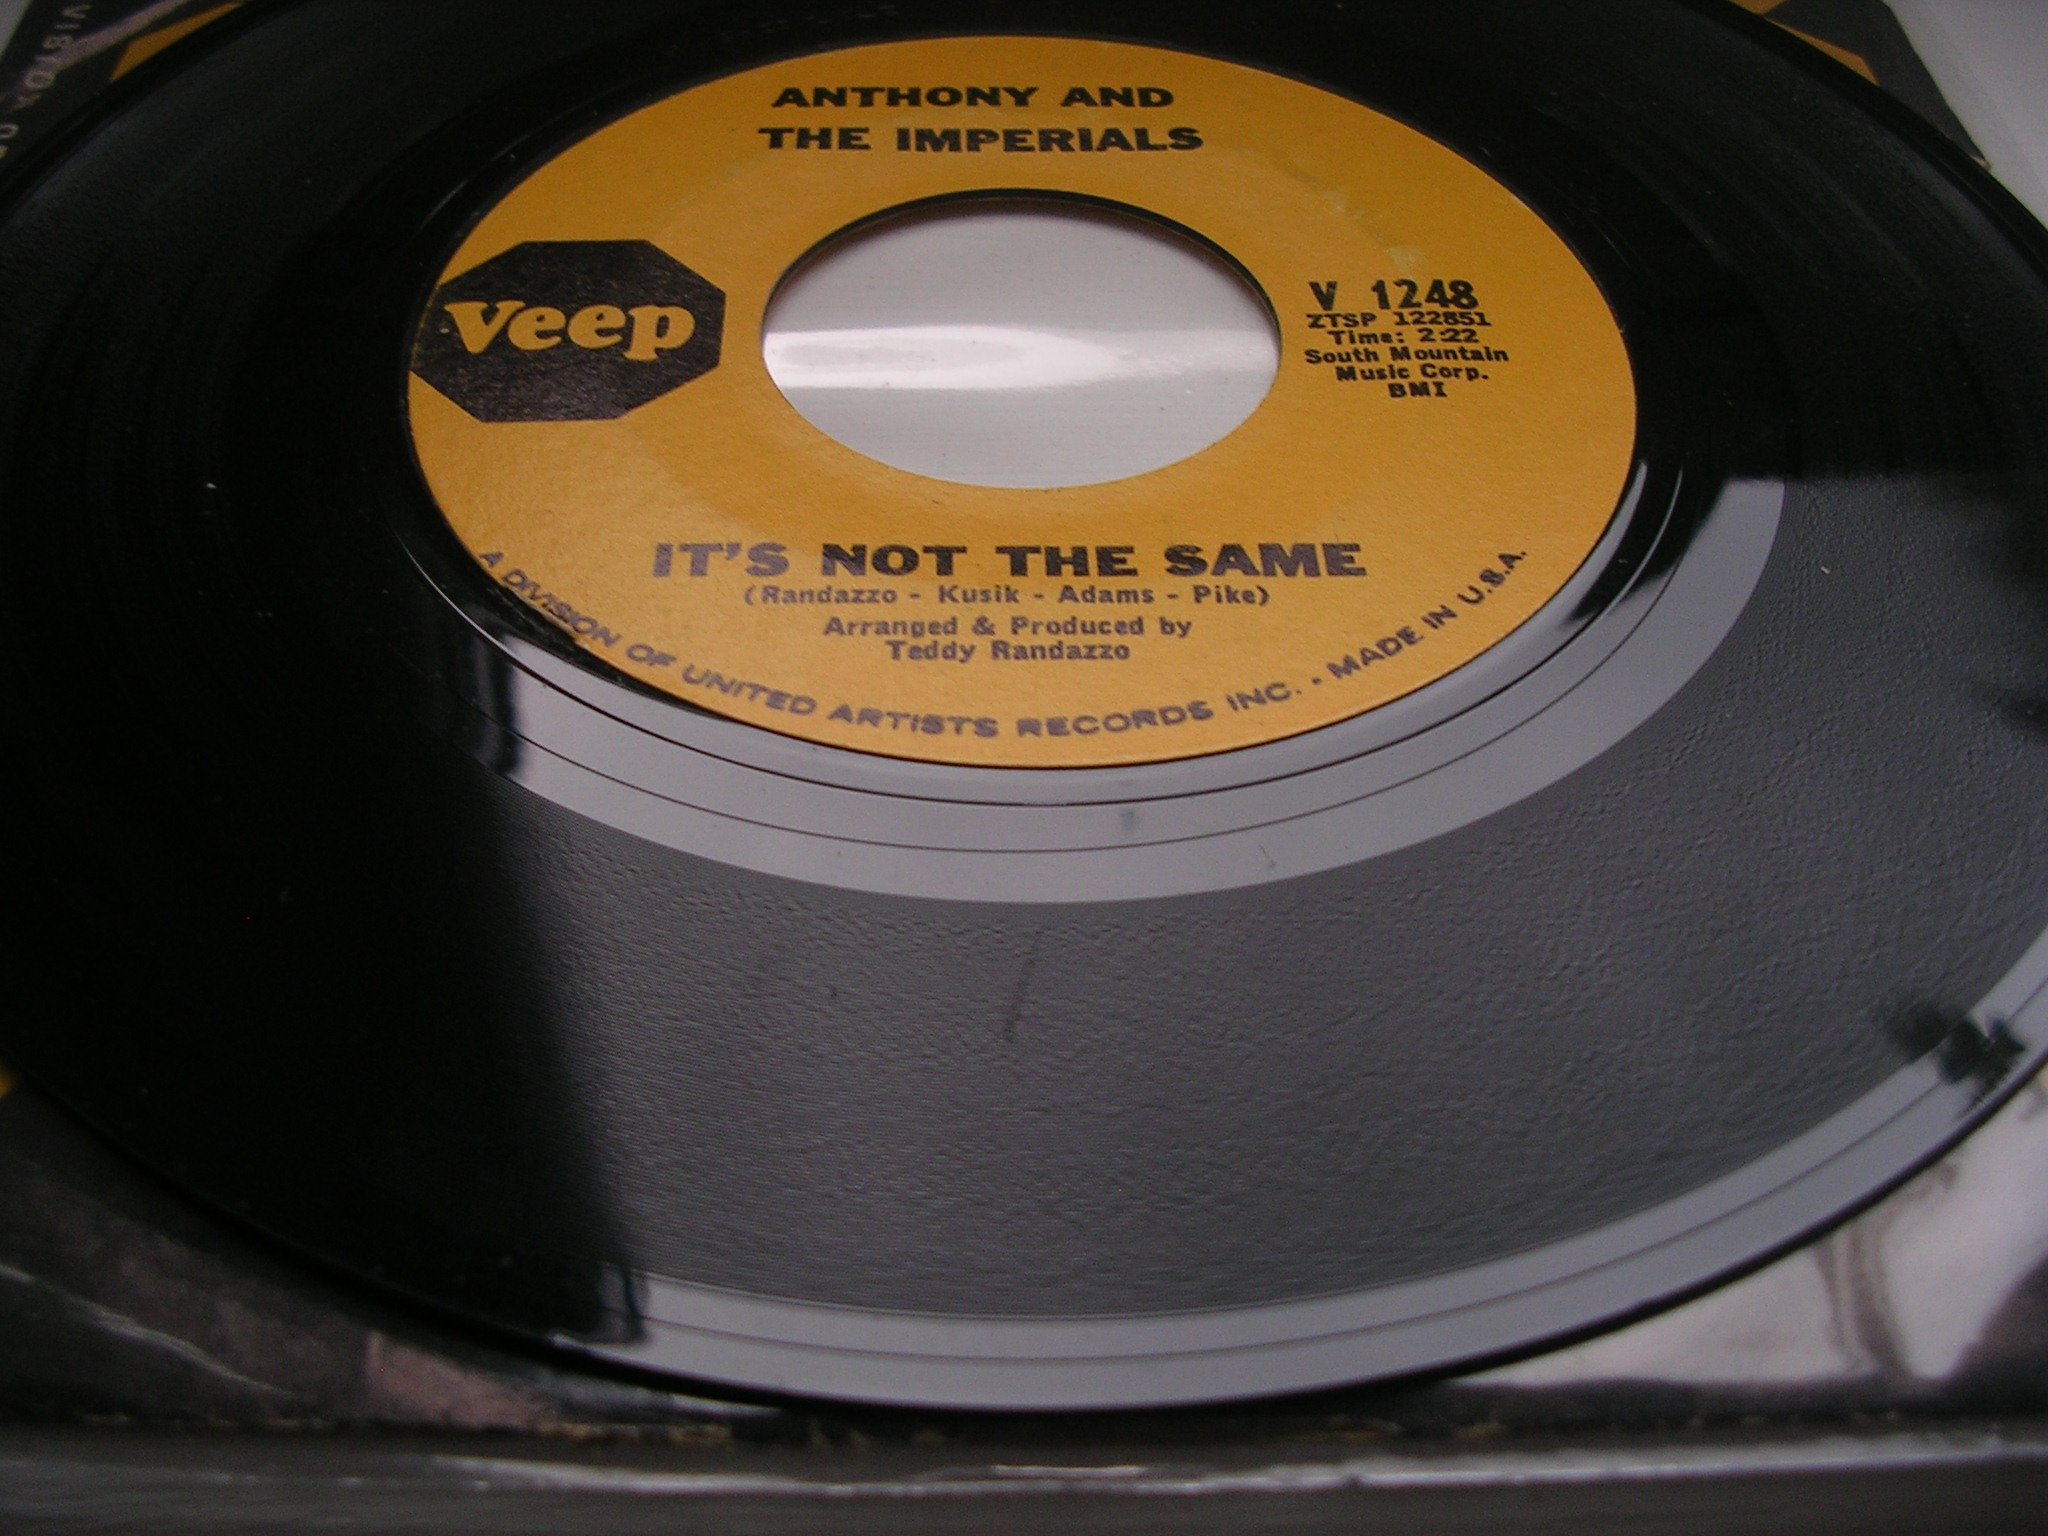 ANTHONY AND
THE IMPERIALS
veep
V 1248
ZTSP 122851
Time: 2:22
South Mountain
Music Corp.
BMI
IT'S NOT THE SAME
(Randazzo - Kusik - Adams - Pike)
Arranged & Produced by
Teddy Randazzo
A DIVISION OF UNITED ARTISTS RECORDS INC. - MADE IN U.S.A.